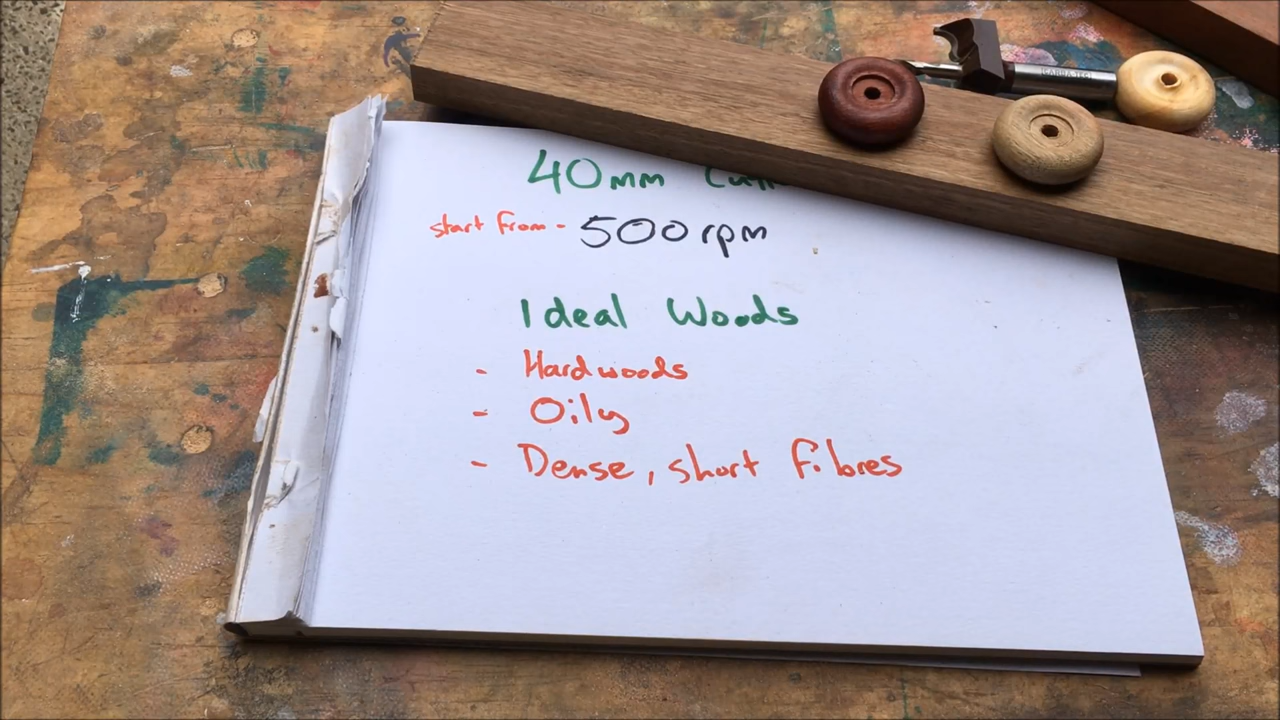 40mm
start from - 500rpm
Ideal Woods
- Hardwoods
- Oily
- Dense, short fibres